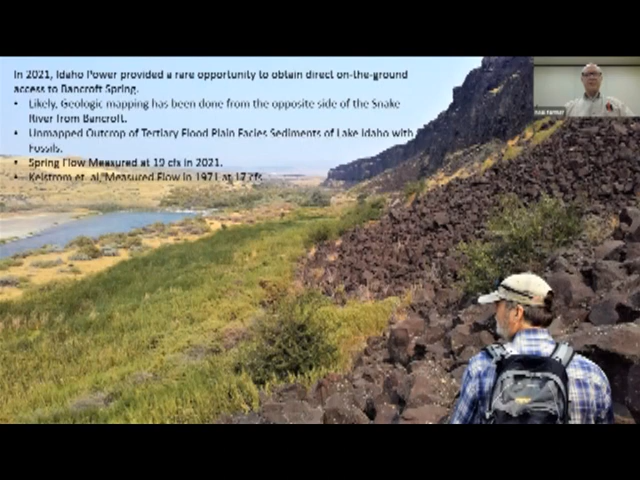 In 2021, Idaho Power provided a rare opportunity to obtain direct on-the-ground
access to Bancroft Spring.
• Likely, Geologic mapping has been done from the opposite side of the Snake
River from Bancroft.
• Unmapped Outcrop of Tertiary Flood Plain Facies Sediments of Lake Idaho with
Fossils.
• Spring Flow Measured at 19 cfs in 2021.
• Measured Flow in 1971 at 17 cfs